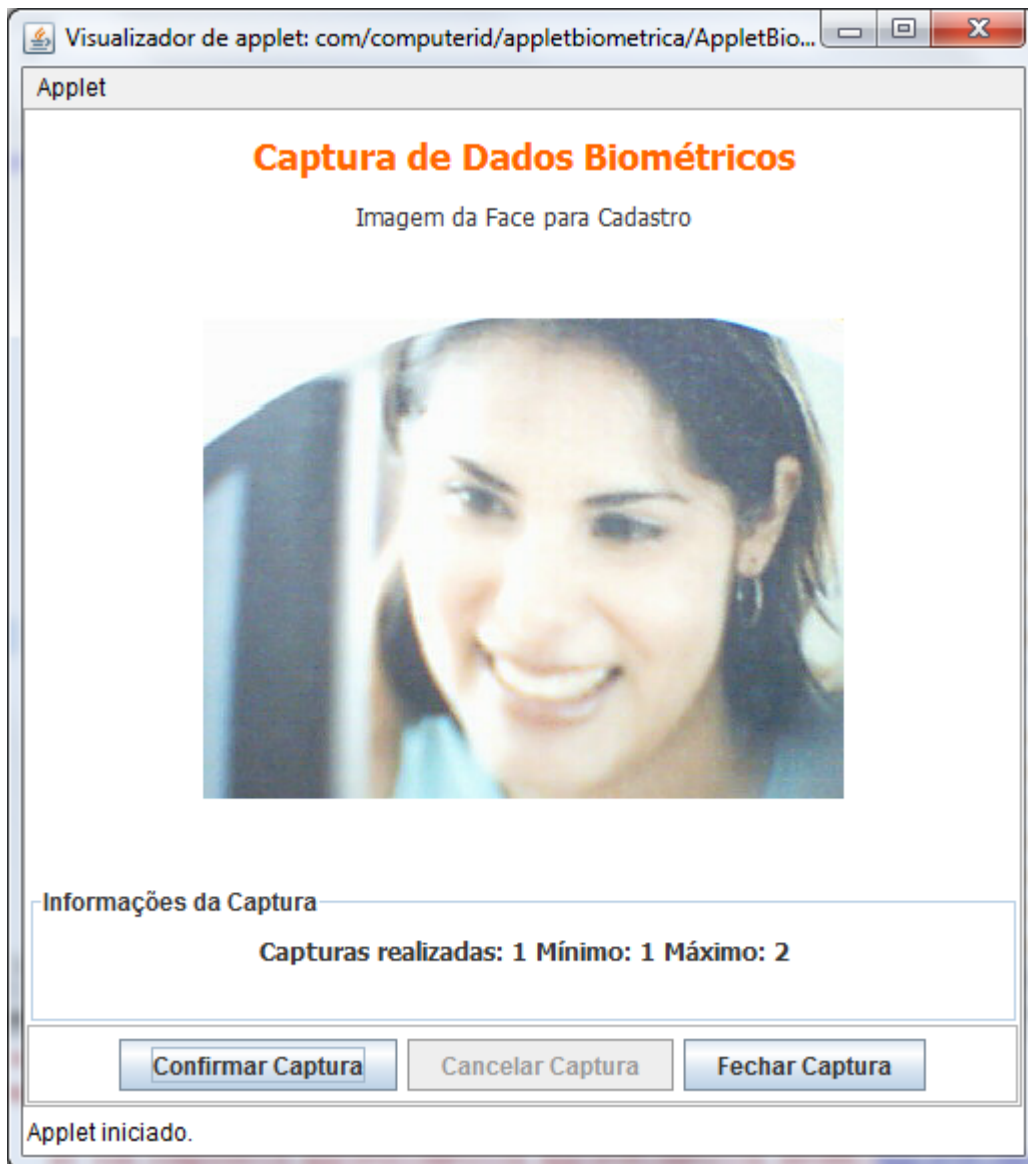 Visualizador de applet: com/computerid/appletbiometrica/AppletBio...
Applet
Captura de Dados Biométricos
Imagem da Face para Cadastro
Informações da Captura
Capturas realizadas: 1 Mínimo: 1 Máximo: 2
Confirmar Captura Cancelar Captura Fechar Captura
Applet iniciado.